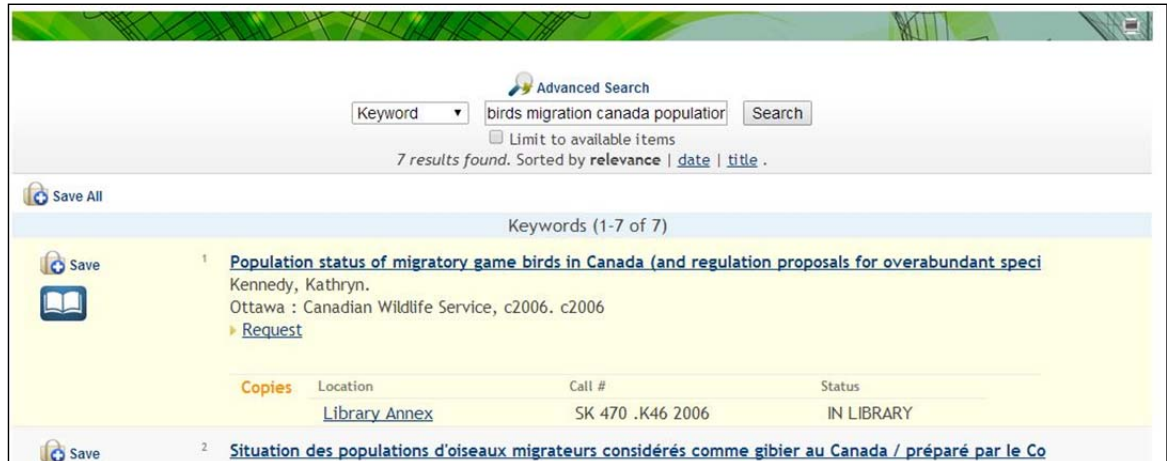 Advanced Search
Keyword birds migration canada population Search
Limit to available items
7 results found. Sorted by relevance | date | title .
Save All
Keywords (1-7 of 7)
Save 1 Population status of migratory game birds in Canada (and regulation proposals for overabundant speci
Kennedy, Kathryn.
Ottawa : Canadian Wildlife Service, c2006. c2006
Request
Copies Location Call # Status
Library Annex SK 470 .K46 2006 IN LIBRARY
Save 2 Situation des populations d'oiseaux migrateurs considérés comme gibier au Canada / préparé par le Co